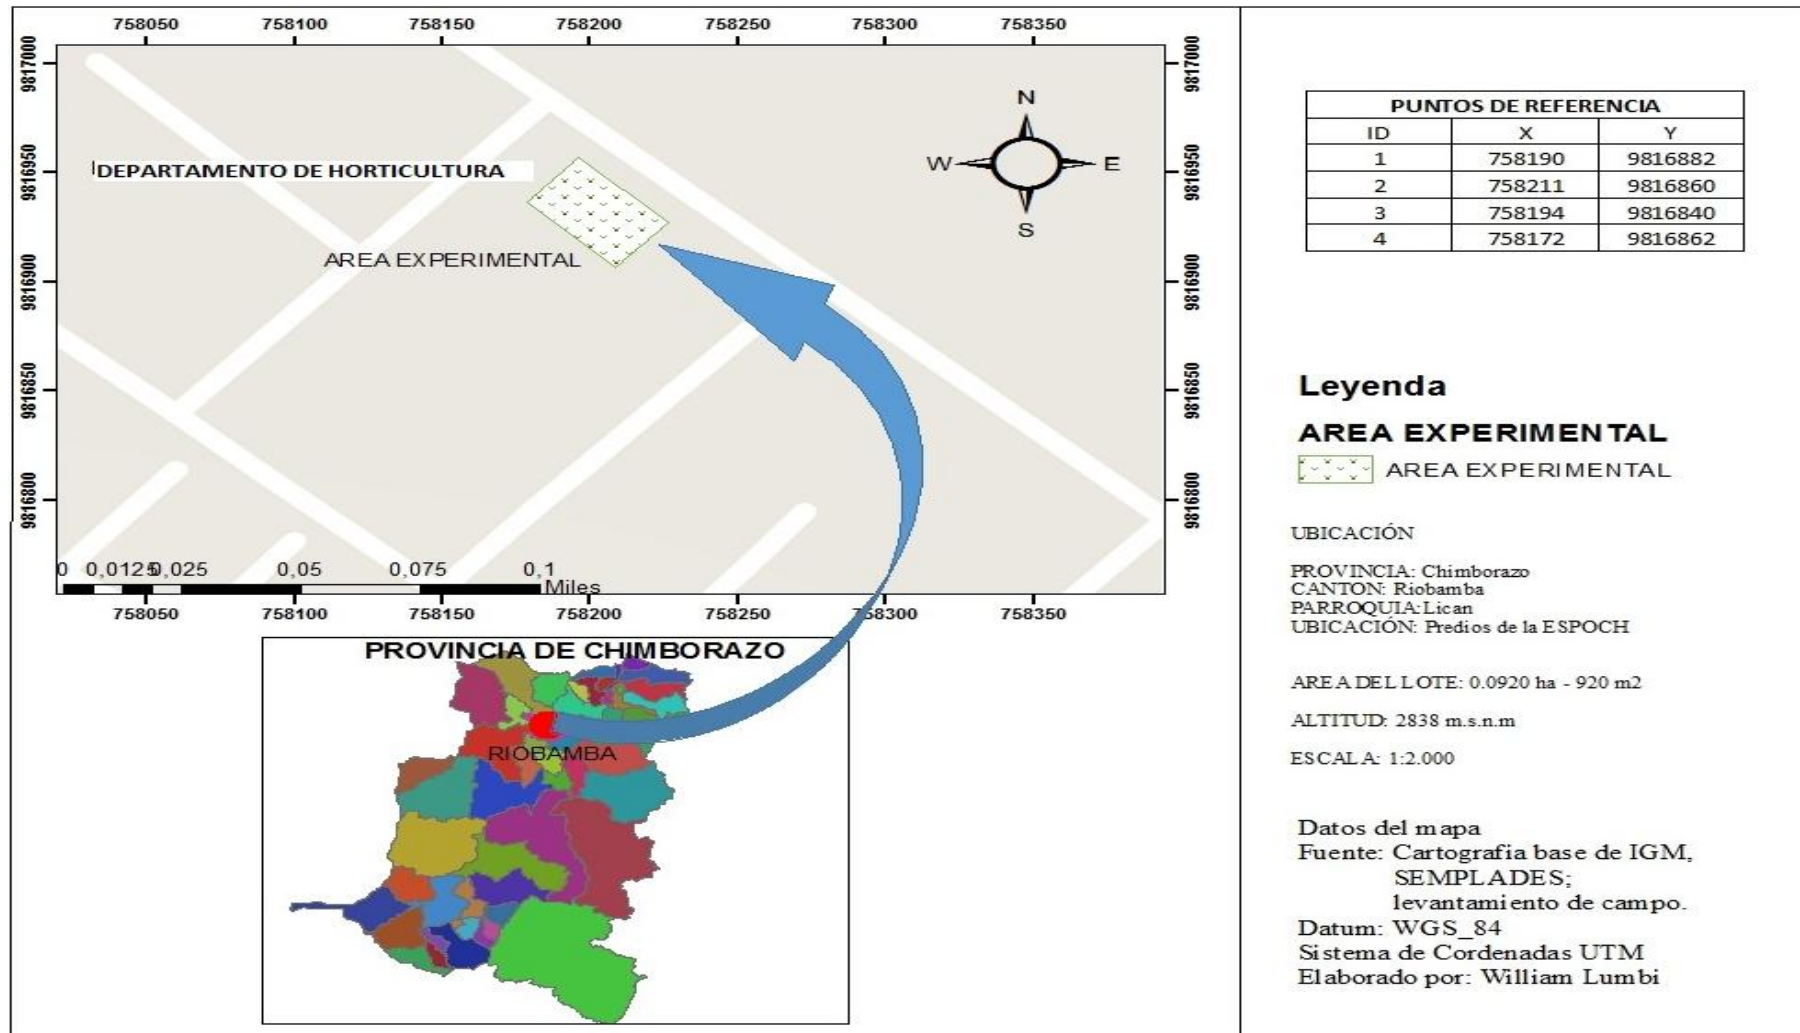 758050 758100 758150 758200 758250 758300 758350
9817000
9816950
9816900
9816850
9816800
9817000
9816950
9816900
9816850
9816800
N
W E
S
DEPARTAMENTO DE HORTICULTURA
AREA EXPERIMENTAL
0 0,0125 0,025 0,05 0,075 0,1
Miles
758050 758100 758150 758200 758250 758300 758350
PROVINCIA DE CHIMBORAZO
RIOBAMBA
PUNTOS DE REFERENCIA
ID X Y
1 758190 9816882
2 758211 9816860
3 758194 9816840
4 758172 9816862
Leyenda
AREA EXPERIMENTAL
AREA EXPERIMENTAL
UBICACIÓN
PROVINCIA: Chimborazo
CANTON: Riobamba
PARROQUIA: Lican
UBICACIÓN: Predios de la ESPOCH
AREA DEL LOTE: 0.0920 ha - 920 m2
ALTITUD: 2838 m.s.n.m
ESCALA: 1:2.000
Datos del mapa
Fuente: Cartografia base de IGM,
SEMPLADES;
levantamiento de campo.
Datum: WGS_84
Sistema de Cordenadas UTM
Elaborado por: William Lumbi